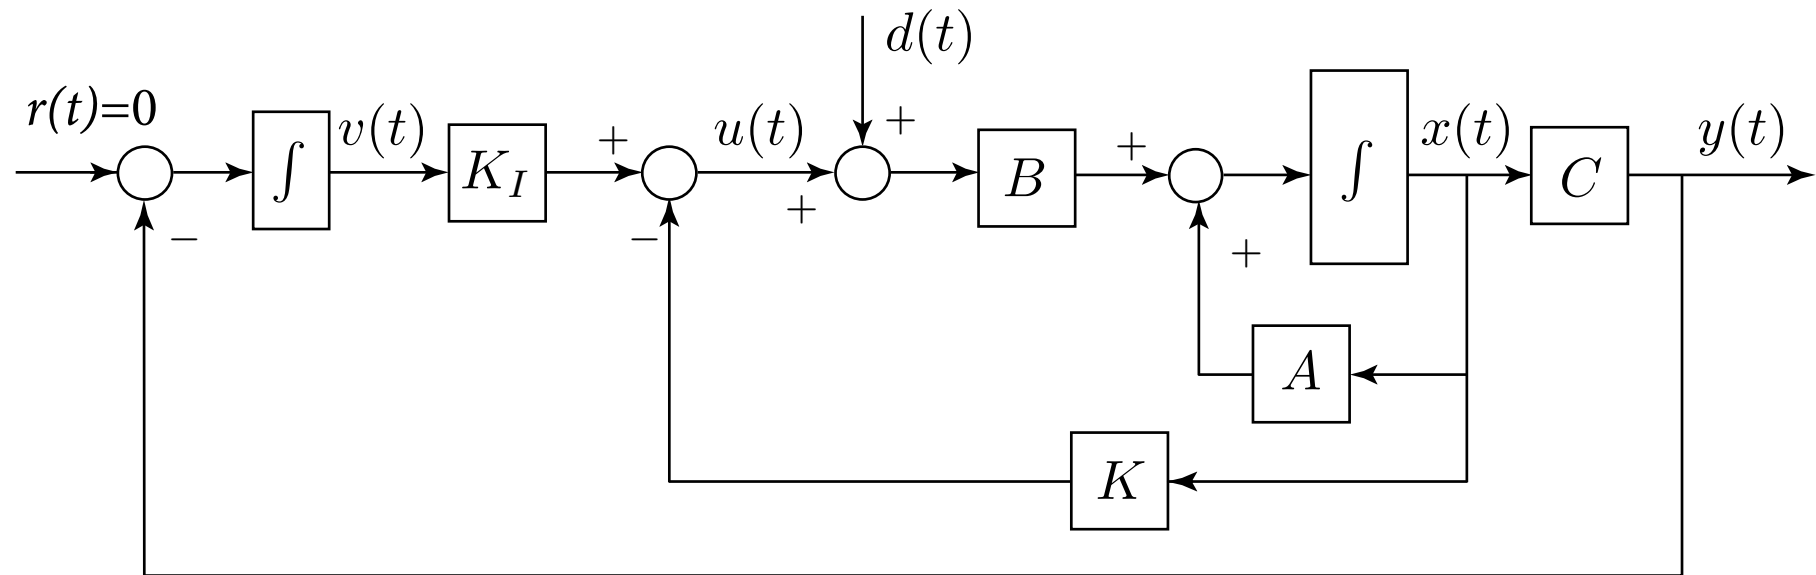 d(t)
r(t)=0
v(t)
u(t)
x(t)
y(t)
+
+
+
∫
K_I
B
∫
C
−
−
+
+
A
K